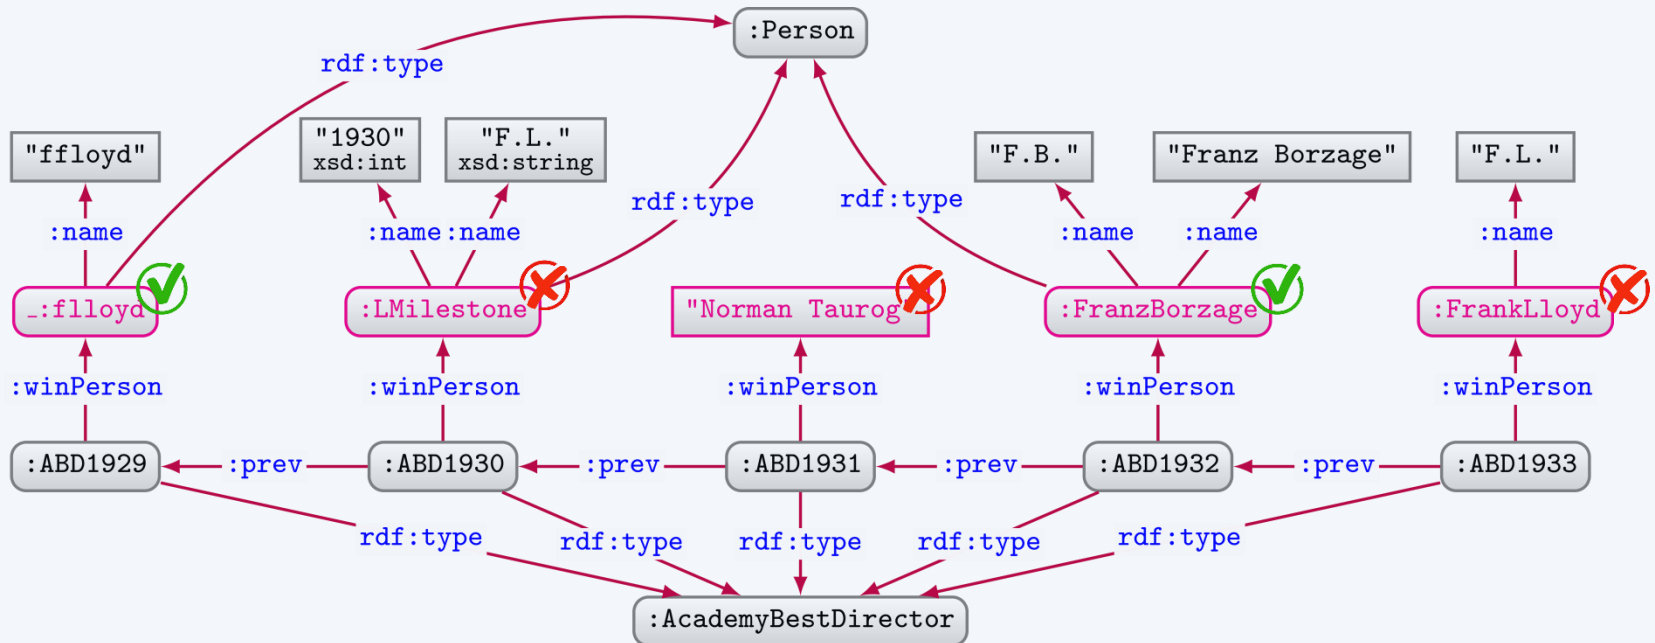 :Person
rdf:type
"ffloyd"
"1930"
xsd:int
"F.L."
xsd:string
"F.B."
"Franz Borzage"
"F.L."
rdf:type
rdf:type
:name
:name
:name
:name
:name
:name
_:flloyd
:LMilestone
"Norman Taurog"
:FranzBorzage
:FrankLloyd
:winPerson
:winPerson
:winPerson
:winPerson
:winPerson
:ABD1929
:prev
:ABD1930
:prev
:ABD1931
:prev
:ABD1932
:prev
:ABD1933
rdf:type
rdf:type
rdf:type
rdf:type
rdf:type
:AcademyBestDirector